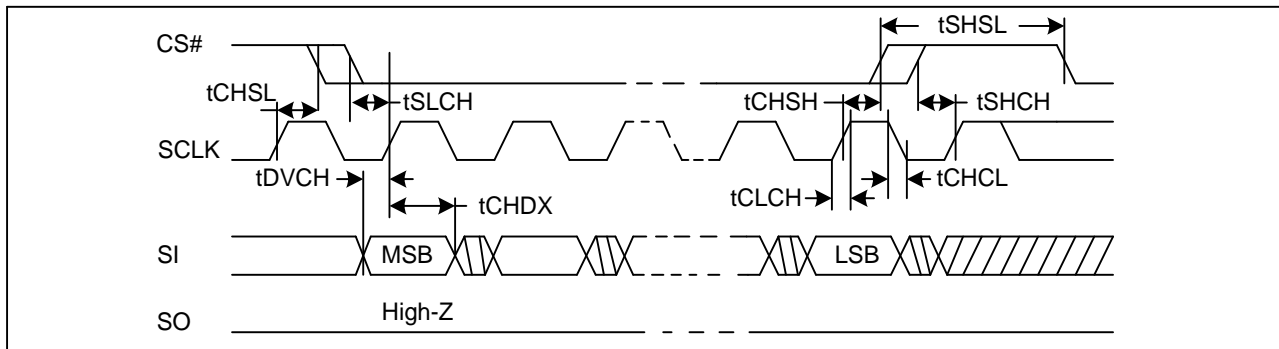 tSHSL
CS#
tCHSL
tSLCH
tCHSH
tSHCH
SCLK
tDVCH
tCHDX
tCLCH
tCHCL
SI
MSB
LSB
SO
High-Z